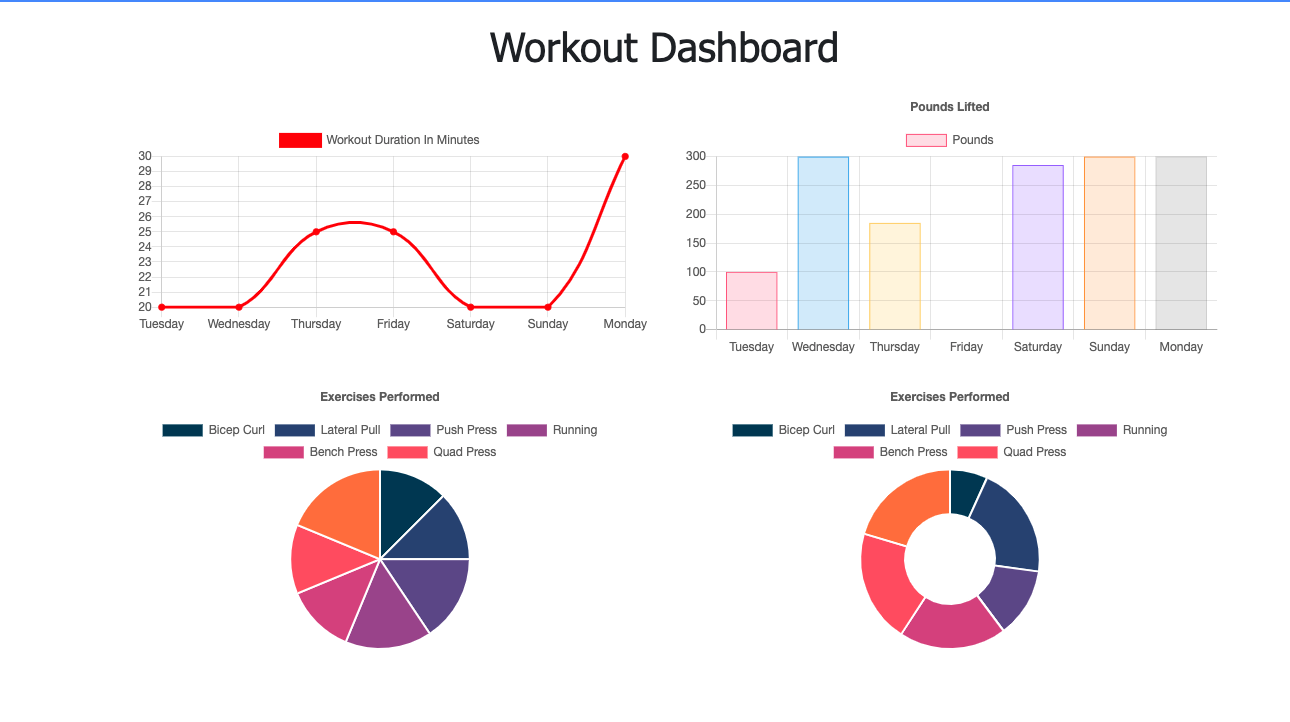 Workout Dashboard
Workout Duration In Minutes
30
29
28
27
26
25
24
23
22
21
20
Tuesday Wednesday Thursday Friday Saturday Sunday Monday
Pounds Lifted
Pounds
300
250
200
150
100
50
0
Tuesday Wednesday Thursday Friday Saturday Sunday Monday
Exercises Performed
Bicep Curl Lateral Pull Push Press Running
Bench Press Quad Press
Exercises Performed
Bicep Curl Lateral Pull Push Press Running
Bench Press Quad Press